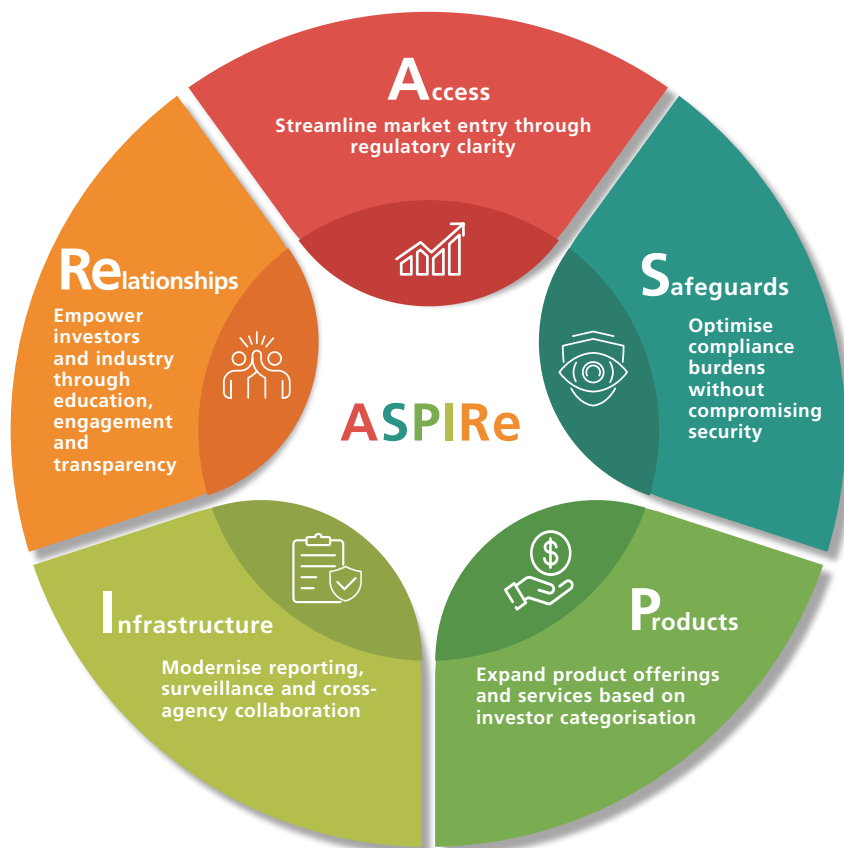 Access
Streamline market entry through
regulatory clarity
Safeguards
Optimise
compliance
burdens
without
compromising
security
Products
Expand product offerings
and services based on
investor categorisation
Infrastructure
Modernise reporting,
surveillance and cross-
agency collaboration
Relationships
Empower
investors
and industry
through
education,
engagement
and
transparency
ASPIRe
$